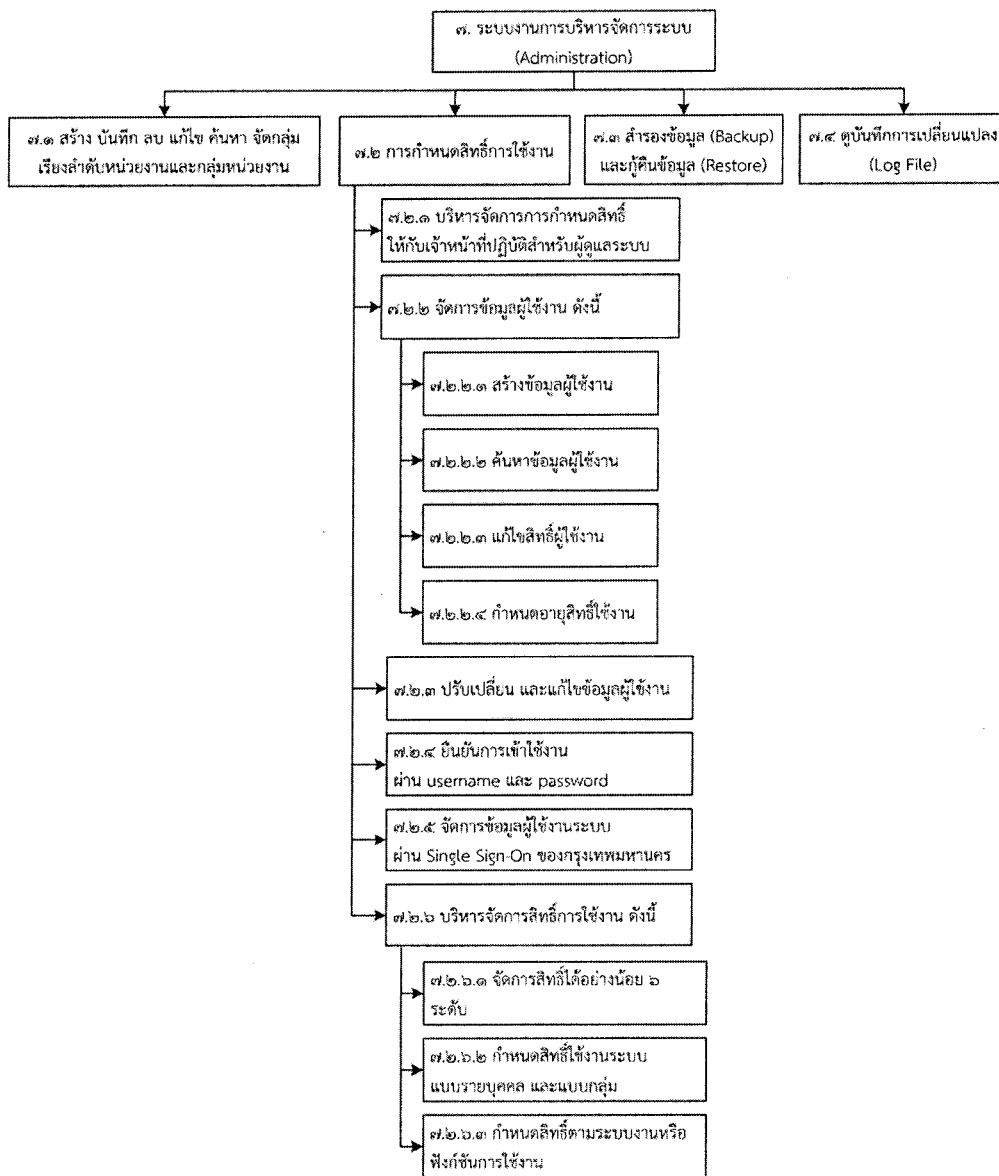 ๗. ระบบงานการบริหารจัดการระบบ
(Administration)
๗.๑ สร้าง บันทึก ลบ แก้ไข ค้นหา จัดกลุ่ม
เรียงลำดับหน่วยงานและกลุ่มหน่วยงาน
๗.๒ การกำหนดสิทธิ์การใช้งาน
๗.๓ สำรองข้อมูล (Backup)
และกู้คืนข้อมูล (Restore)
๗.๔ ดูบันทึกการเปลี่ยนแปลง
(Log File)
๗.๒.๑ บริหารจัดการการกำหนดสิทธิ์
ให้กับเจ้าหน้าที่ปฏิบัติสำหรับผู้ดูแลระบบ
๗.๒.๒ จัดการข้อมูลผู้ใช้งาน ดังนี้
๗.๒.๒.๑ สร้างข้อมูลผู้ใช้งาน
๗.๒.๒.๒ ค้นหาข้อมูลผู้ใช้งาน
๗.๒.๒.๓ แก้ไขสิทธิ์ผู้ใช้งาน
๗.๒.๒.๔ กำหนดอายุสิทธิ์ใช้งาน
๗.๒.๓ ปรับเปลี่ยน และแก้ไขข้อมูลผู้ใช้งาน
๗.๒.๔ ยืนยันการเข้าใช้งาน
ผ่าน username และ password
๗.๒.๕ จัดการข้อมูลผู้ใช้งานระบบ
ผ่าน Single Sign-On ของกรุงเทพมหานคร
๗.๒.๖ บริหารจัดการสิทธิ์การใช้งาน ดังนี้
๗.๒.๖.๑ จัดการสิทธิ์ได้อย่างน้อย ๖
ระดับ
๗.๒.๖.๒ กำหนดสิทธิ์ใช้งานระบบ
แบบรายบุคคล และแบบกลุ่ม
๗.๒.๖.๓ กำหนดสิทธิ์ตามระบบงานหรือ
ฟังก์ชันการใช้งาน